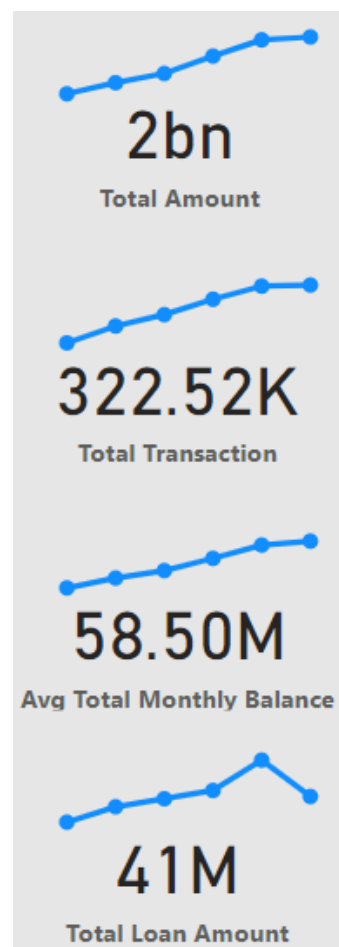 2bn
Total Amount
322.52K
Total Transaction
58.50M
Avg Total Monthly Balance
41M
Total Loan Amount